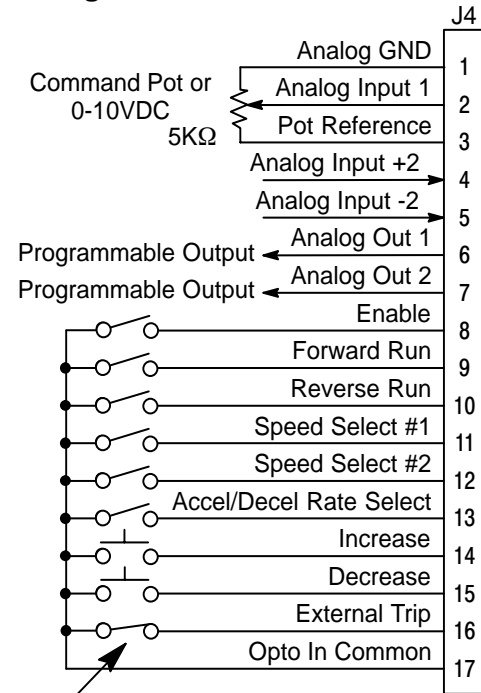 J4
Analog GND 1
Command Pot or
0-10VDC
5KΩ
Analog Input 1 2
Pot Reference 3
Analog Input +2 4
Analog Input -2 5
Programmable Output Analog Out 1 6
Programmable Output Analog Out 2 7
Enable 8
Forward Run 9
Reverse Run 10
Speed Select #1 11
Speed Select #2 12
Accel/Decel Rate Select 13
Increase 14
Decrease 15
External Trip 16
Opto In Common 17